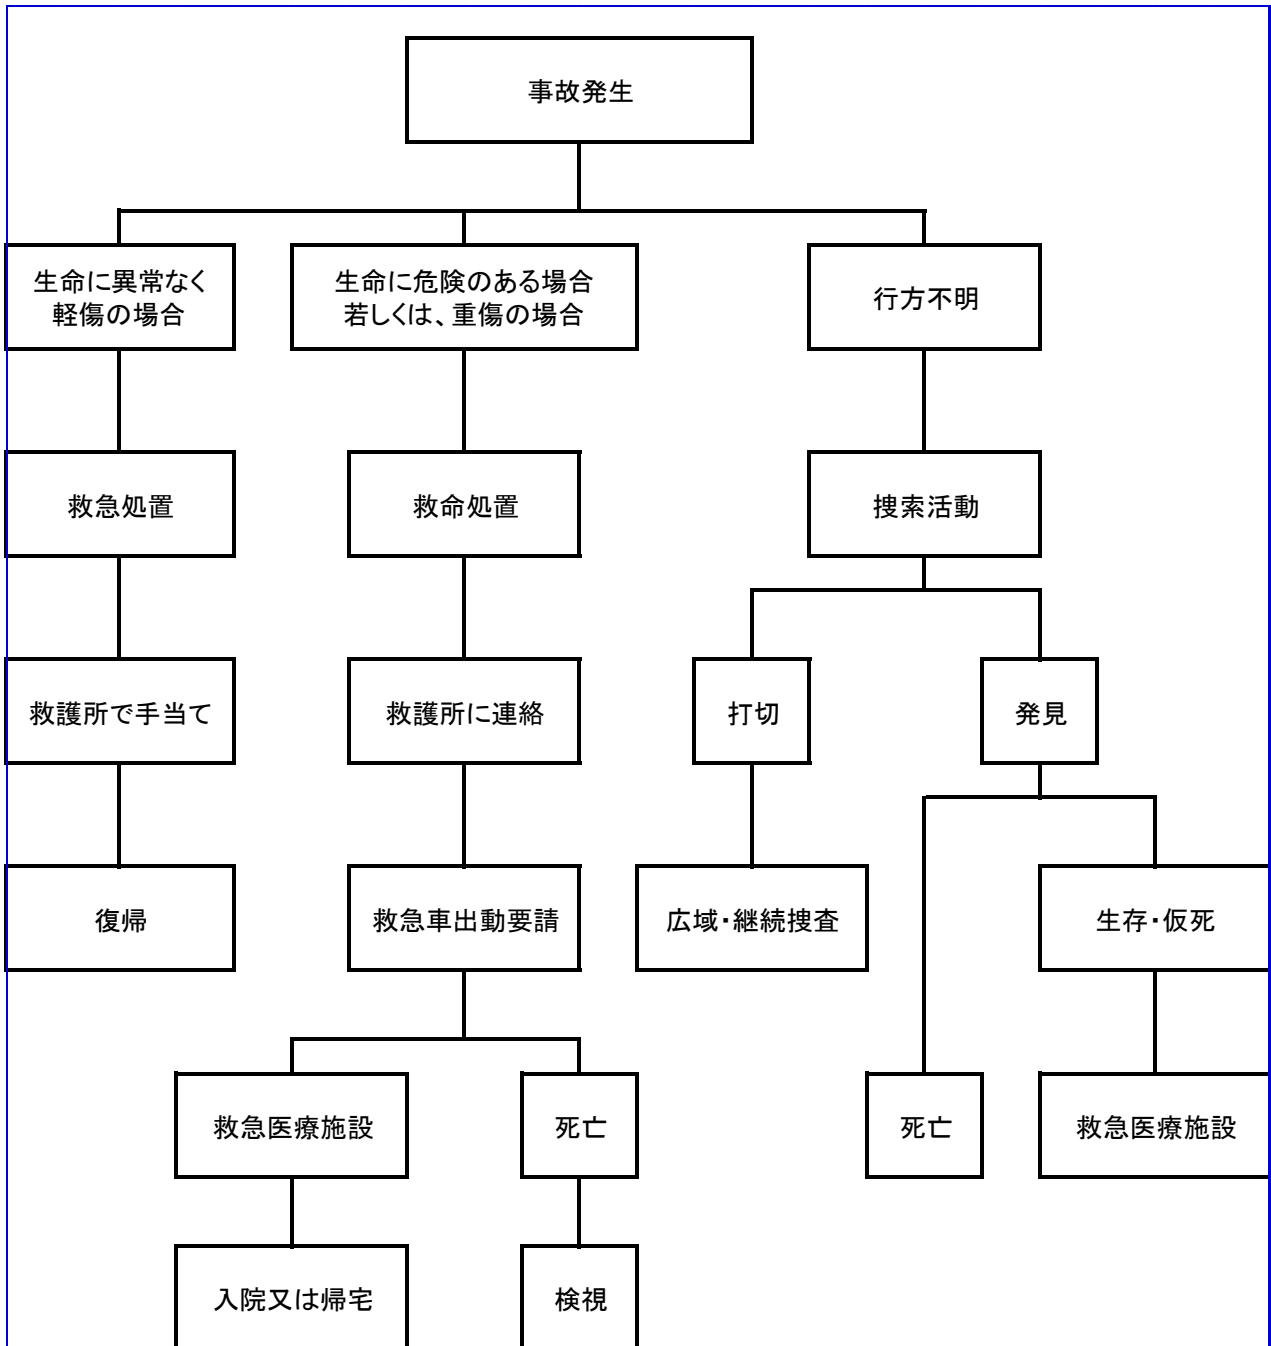 事故発生
生命に異常なく
軽傷の場合
生命に危険のある場合
若しくは、重傷の場合
行方不明
救急処置
救命処置
捜索活動
救護所で手当て
救護所に連絡
打切
発見
復帰
救急車出動要請
広域・継続捜査
生存・仮死
救急医療施設
死亡
死亡
救急医療施設
入院又は帰宅
検視